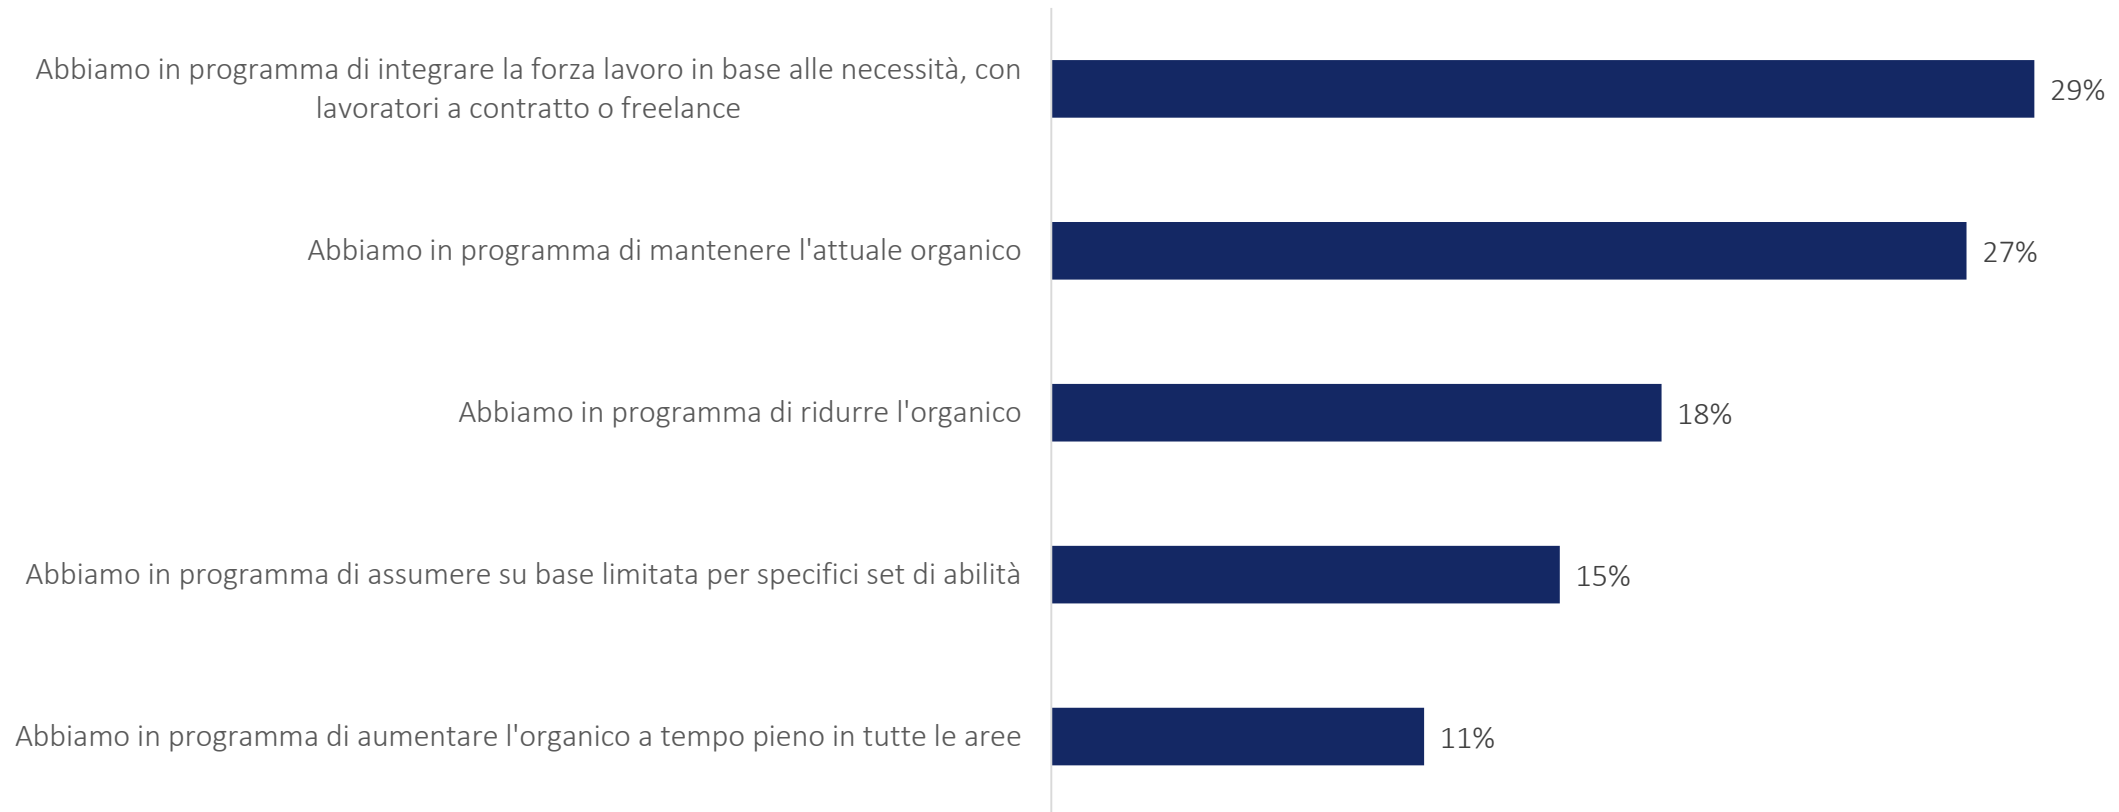 Abbiamo in programma di integrare la forza lavoro in base alle necessità, con
lavoratori a contratto o freelance
29%
Abbiamo in programma di mantenere l'attuale organico
27%
Abbiamo in programma di ridurre l'organico
18%
Abbiamo in programma di assumere su base limitata per specifici set di abilità
15%
Abbiamo in programma di aumentare l'organico a tempo pieno in tutte le aree
11%